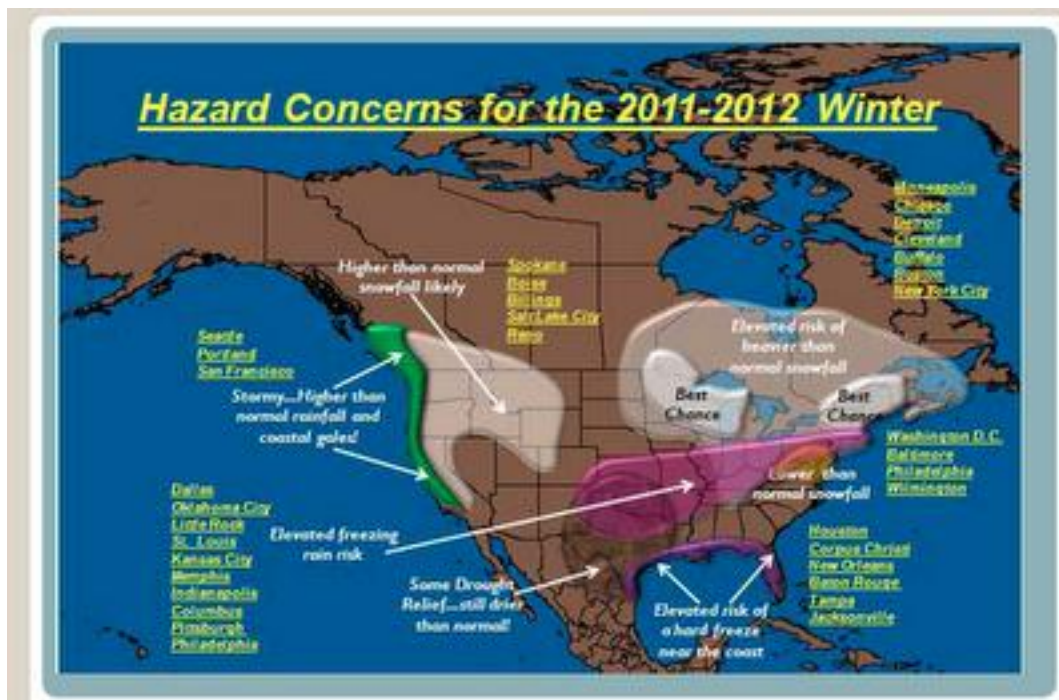 Hazard Concerns for the 2011-2012 Winter
Minneapolis
Chicago
Detroit
Cleveland
Buffalo
Boston
New York City
Higher than normal
snowfall likely
Spokane
Boise
Billings
Salt Lake City
Reno
Elevated risk of
heavier than
normal snowfall
Seattle
Portland
San Francisco
Stormy...Higher than
normal rainfall and
coastal gales!
Best
Chance
Best
Chance
Washington D.C.
Baltimore
Philadelphia
Wilmington
Lower than
normal snowfall
Dallas
Oklahoma City
Little Rock
St. Louis
Kansas City
Memphis
Indianapolis
Columbus
Pittsburgh
Philadelphia
Elevated freezing
rain risk
Some Drought
Relief...still drier
than normal!
Houston
Corpus Christi
New Orleans
Baton Rouge
Tampa
Jacksonville
Elevated risk of
a hard freeze
near the coast